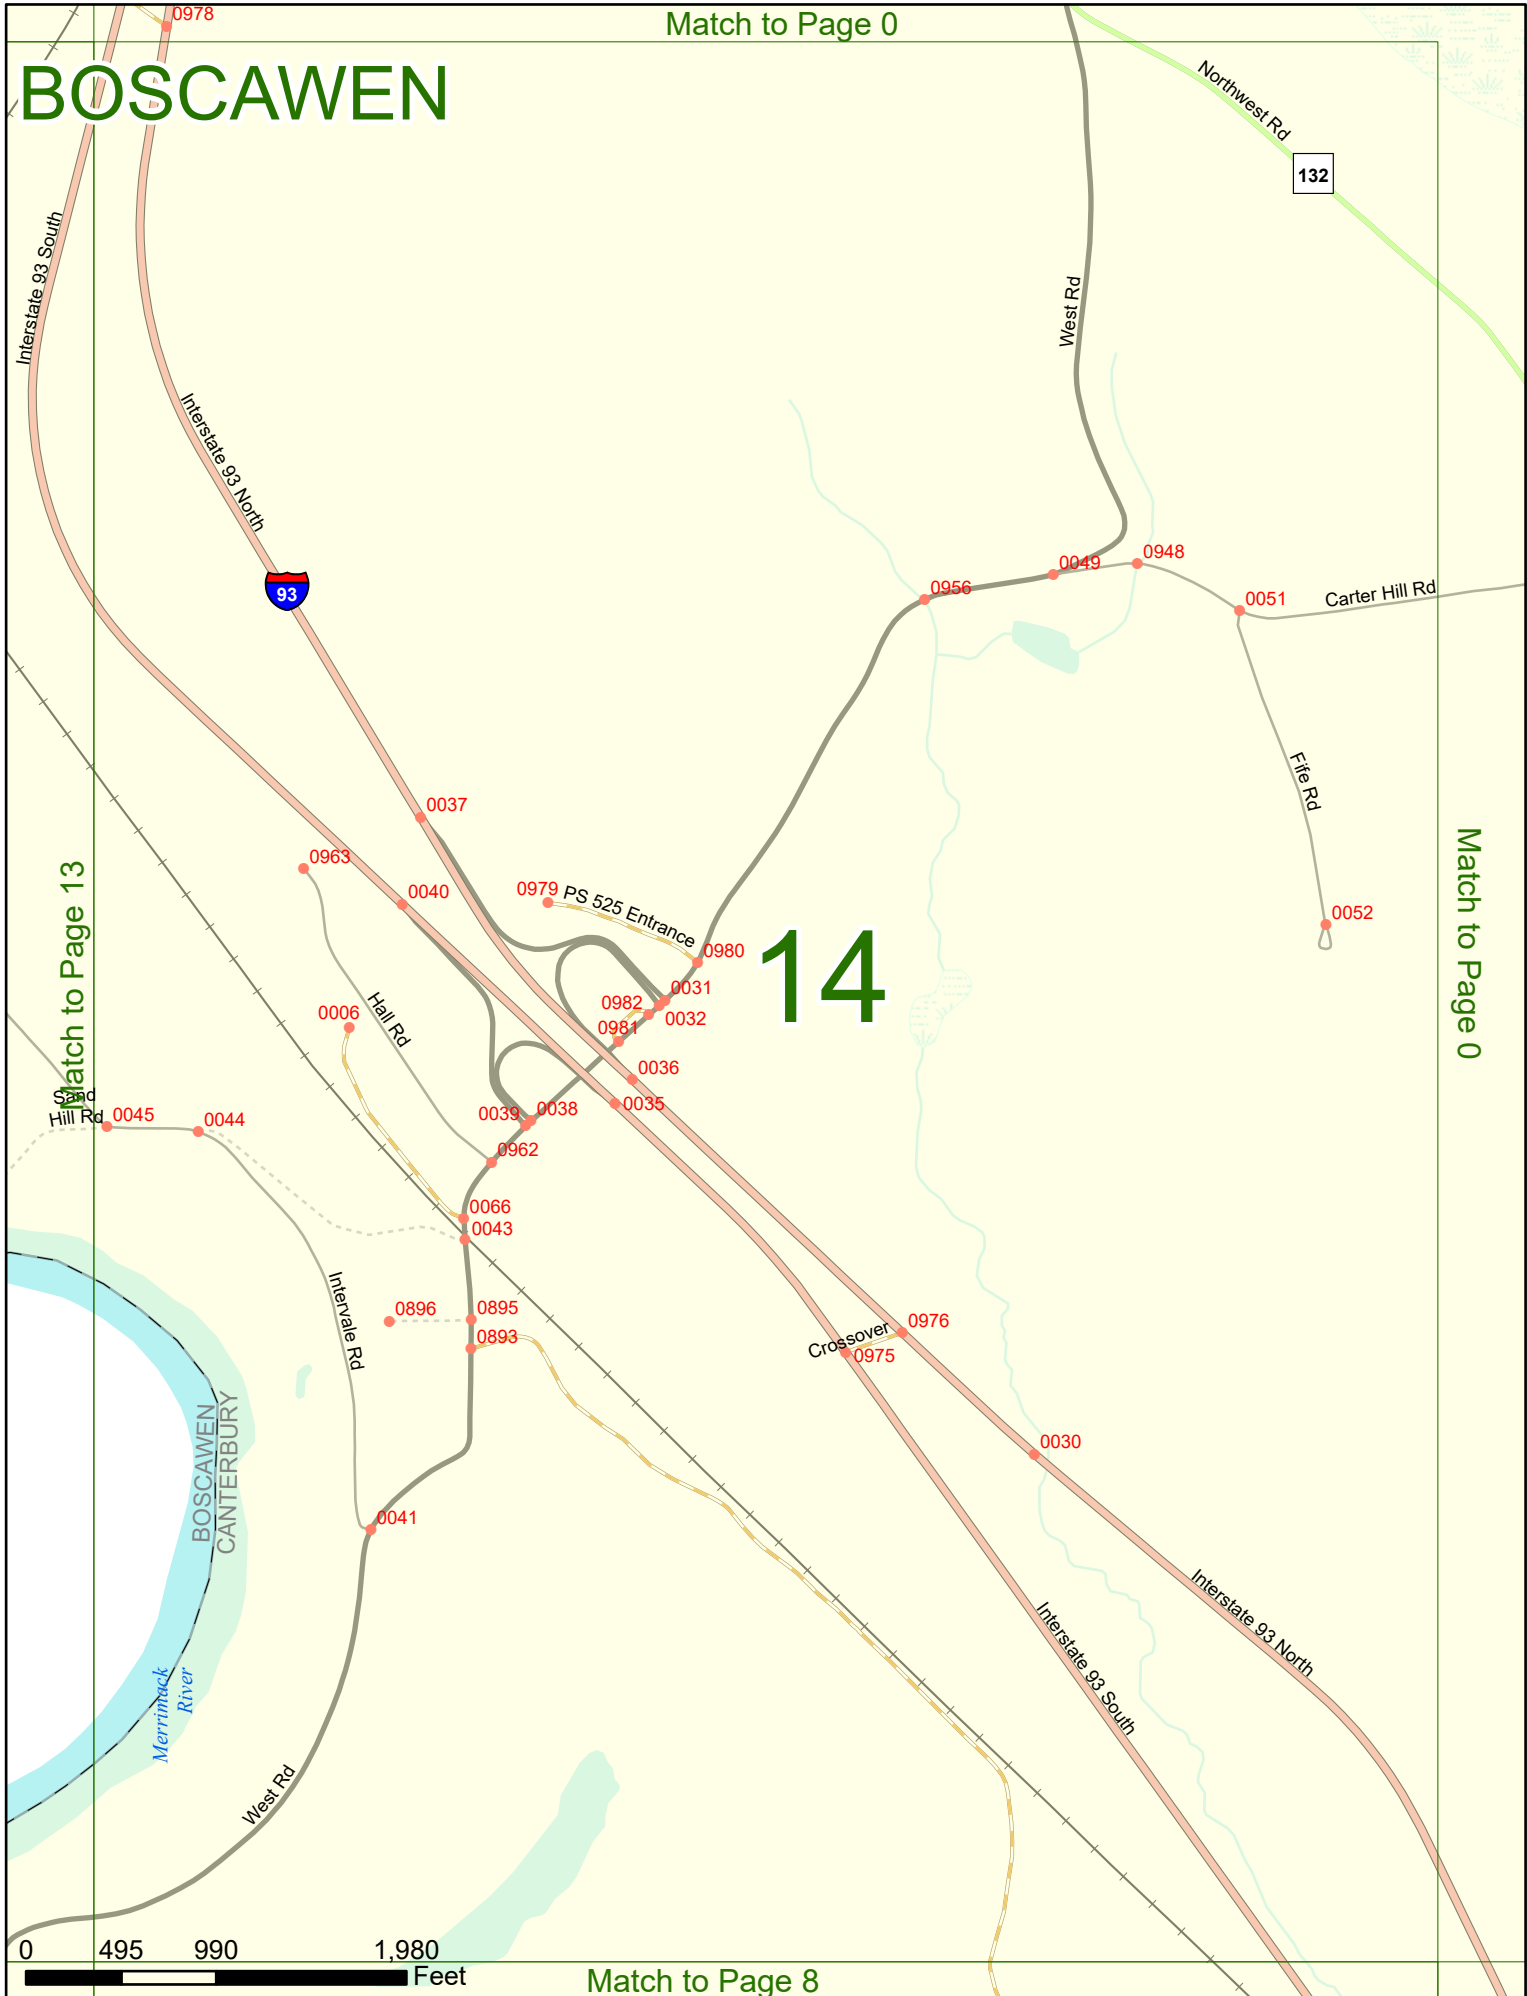 0978
Match to Page 0
BOSCAWEN
Northwest Rd
132
Interstate 93 South
West Rd
Interstate 93 North
93
0948
0049
0956
0051
Carter Hill Rd
Fife Rd
0037
0963
0040
0979
PS 525 Entrance
0980
14
0052
Match to Page 13
Match to Page 0
0031
0982
0032
0981
0006
Hall Rd
0036
0035
0038
0039
Sand
Hill Rd
0045
0044
0962
0066
0043
Intervale Rd
0896
0895
0893
Crossover
0976
0975
0030
BOSCAWEN
CANTERBURY
0041
Interstate 93 North
Interstate 93 South
Merrimack
River
West Rd
0 495 990 1,980
Feet
Match to Page 8